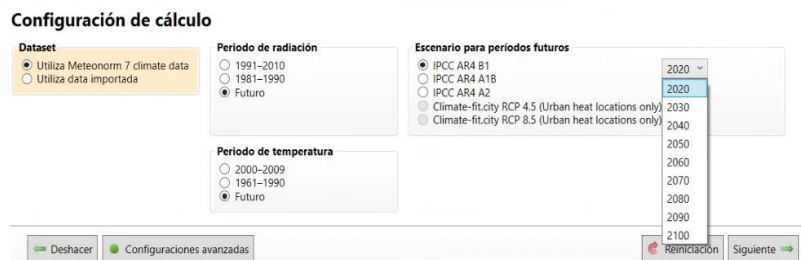 Configuración de cálculo
Dataset
Utiliza Meteonorm 7 climate data
Utiliza data importada
Periodo de radiación
1991–2010
1981–1990
Futuro
Periodo de temperatura
2000–2009
1961–1990
Futuro
Escenario para períodos futuros
IPCC AR4 B1
IPCC AR4 A1B
IPCC AR4 A2
Climate-fit.city RCP 4.5 (Urban heat locations only)
Climate-fit.city RCP 8.5 (Urban heat locations only)
2020
2020
2030
2040
2050
2060
2070
2080
2090
2100
Deshacer
Configuraciones avanzadas
Reiniciación
Siguiente